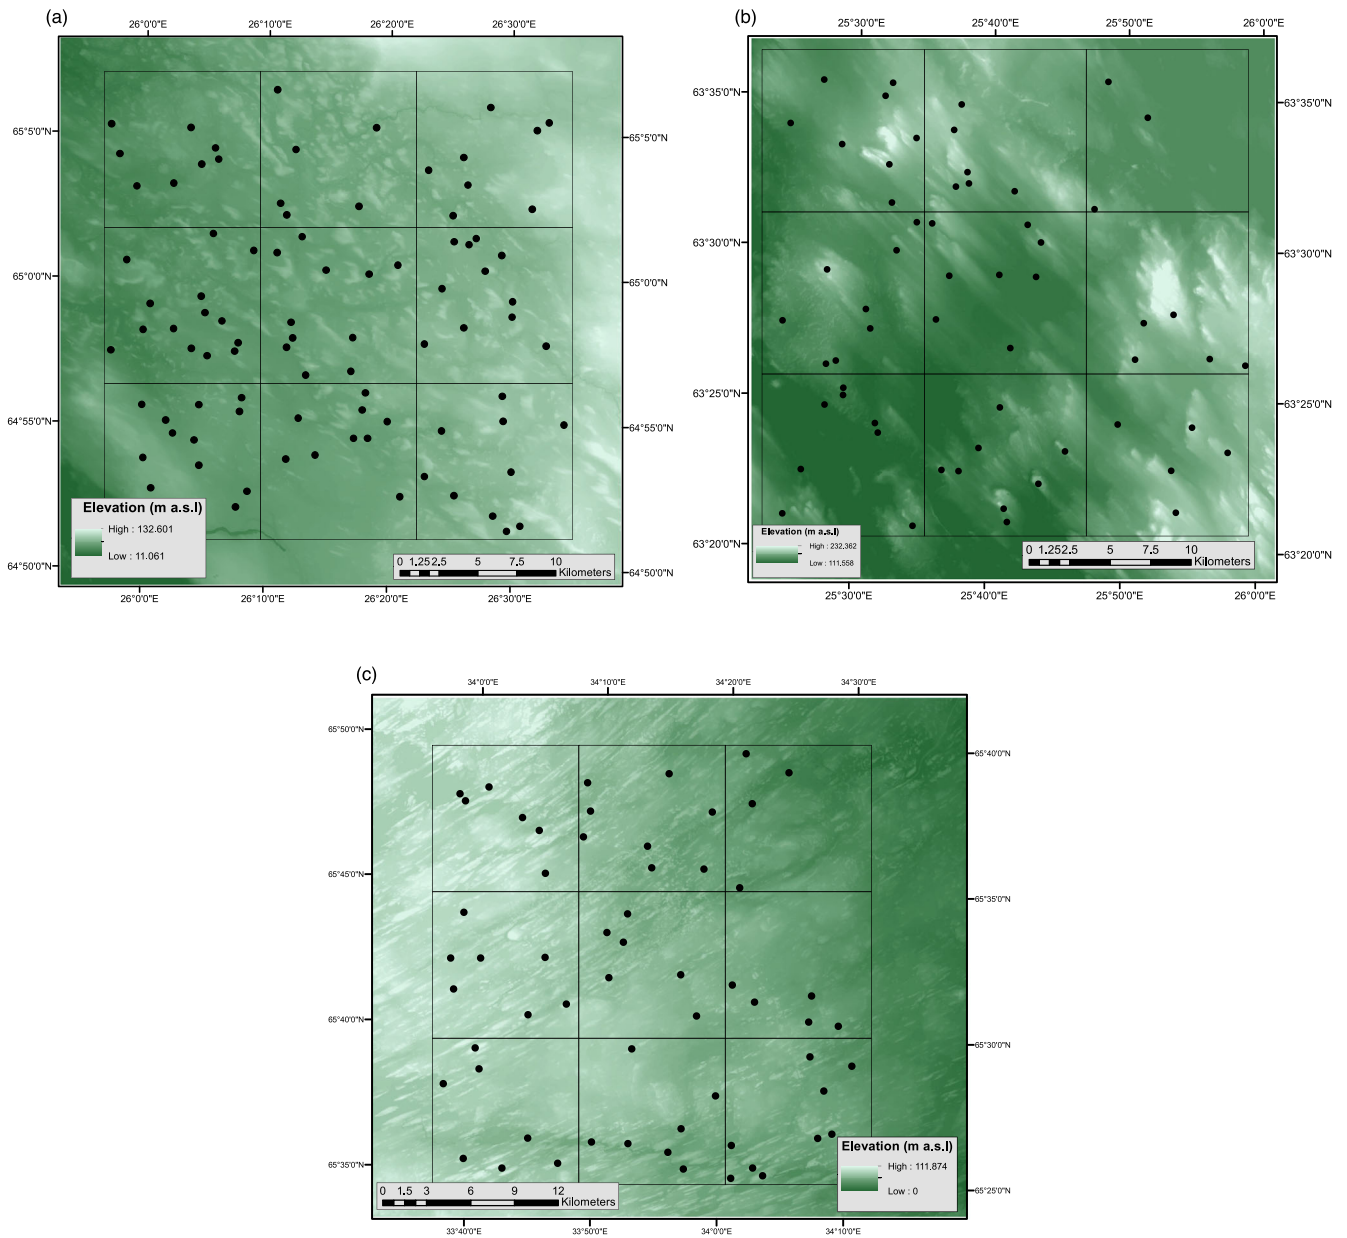 (a)
26°0'0"E 26°10'0"E 26°20'0"E 26°30'0"E
65°5'0"N
65°0'0"N
64°55'0"N
64°50'0"N
65°5'0"N
65°0'0"N
64°55'0"N
64°50'0"N
Elevation (m a.s.l)
High : 132.601
Low : 11.061
0 1.25 2.5 5 7.5 10
Kilometers
26°0'0"E 26°10'0"E 26°20'0"E 26°30'0"E
(b)
25°30'0"E 25°40'0"E 25°50'0"E 26°0'0"E
63°35'0"N
63°30'0"N
63°25'0"N
63°20'0"N
63°35'0"N
63°30'0"N
63°25'0"N
63°20'0"N
Elevation (m a.s.l)
High : 232,362
Low : 111,558
0 1.25 2.5 5 7.5 10
Kilometers
25°30'0"E 25°40'0"E 25°50'0"E 26°0'0"E
(c)
34°0'0"E 34°10'0"E 34°20'0"E 34°30'0"E
65°50'0"N
65°45'0"N
65°40'0"N
65°35'0"N
65°40'0"N
65°35'0"N
65°30'0"N
65°25'0"N
Elevation (m a.s.l)
High : 111.874
Low : 0
0 1.5 3 6 9 12
Kilometers
33°40'0"E 33°50'0"E 34°0'0"E 34°10'0"E